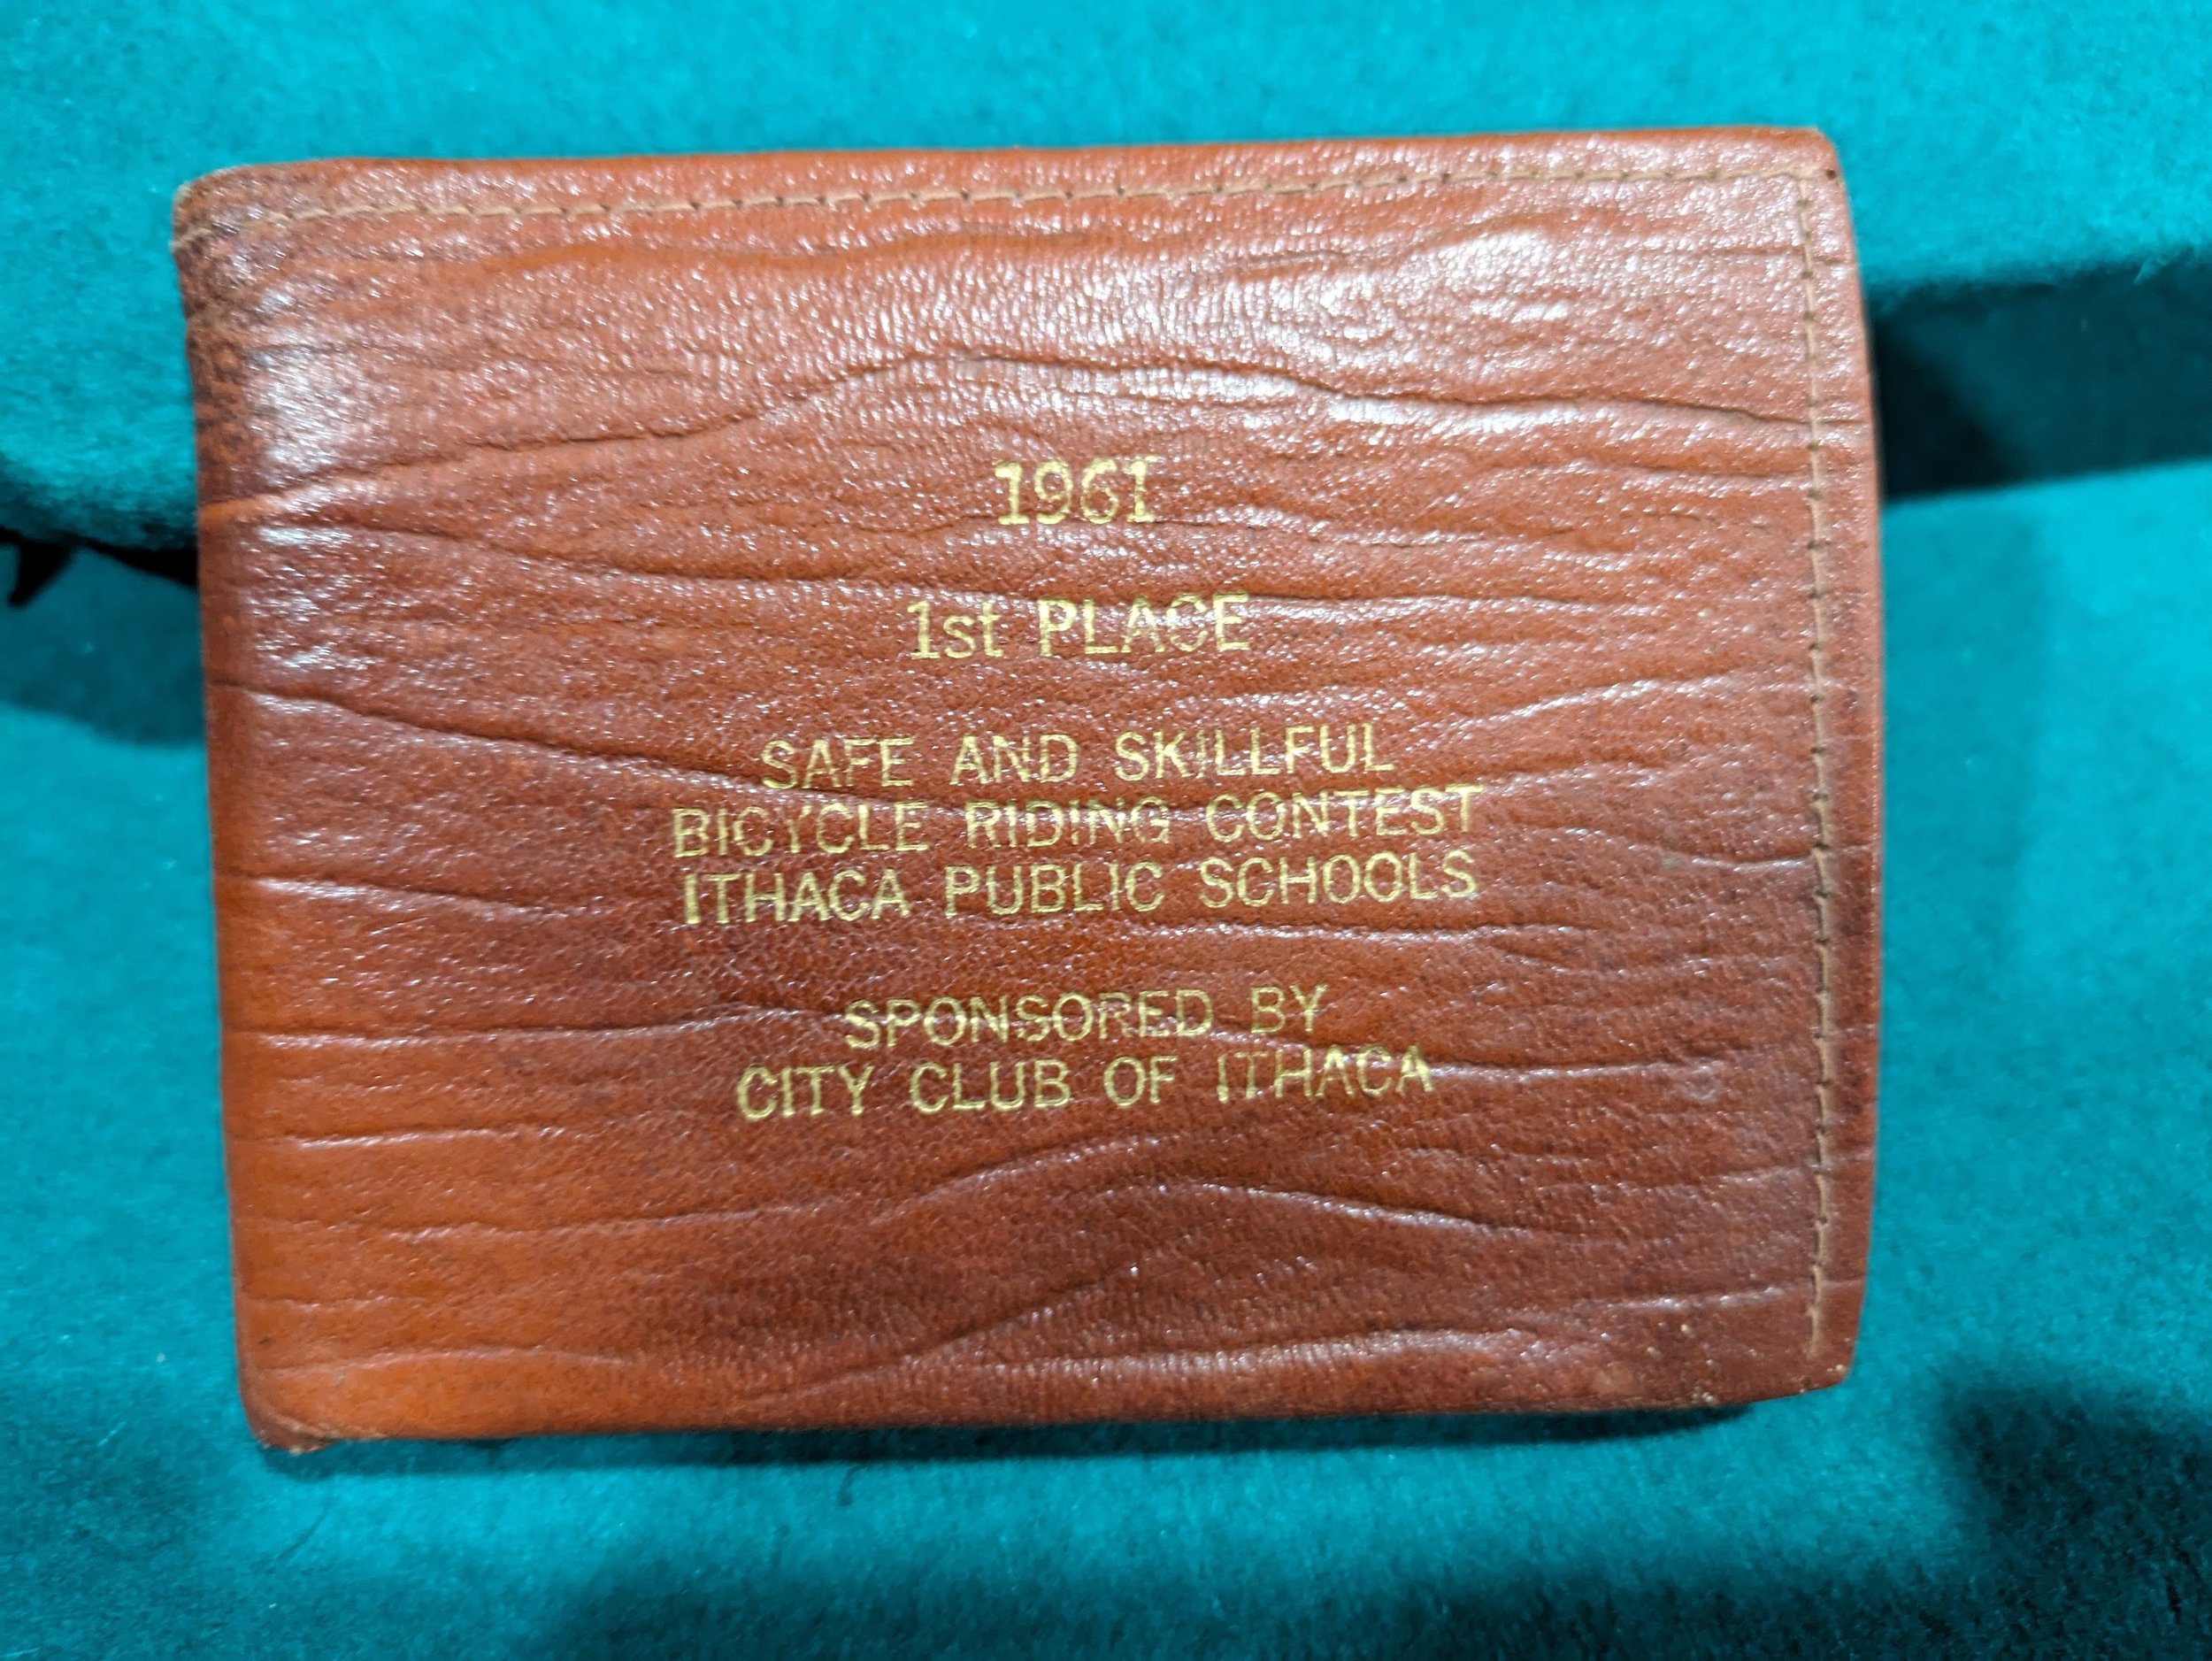 1961
1st PLACE
SAFE AND SKILLFUL
BICYCLE RIDING CONTEST
ITHACA PUBLIC SCHOOLS
SPONSORED BY
CITY CLUB OF ITHACA